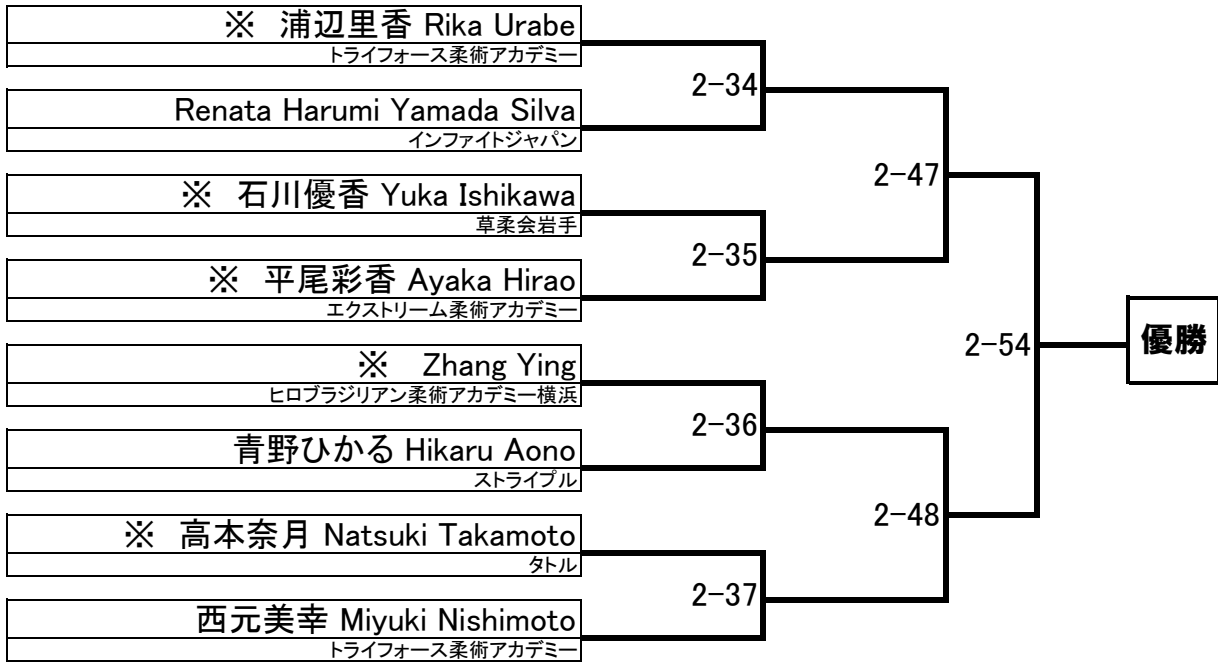 ※ 浦辺里香 Rika Urabe
トライフォース柔術アカデミー
2-34
Renata Harumi Yamada Silva
インファイトジャパン
2-47
※ 石川優香 Yuka Ishikawa
草柔会岩手
2-35
※ 平尾彩香 Ayaka Hirao
エクストリーム柔術アカデミー
2-54
優勝
※ Zhang Ying
ヒロブラジリアン柔術アカデミー横浜
2-36
青野ひかる Hikaru Aono
ストライプル
2-48
※ 高本奈月 Natsuki Takamoto
タトル
2-37
西元美幸 Miyuki Nishimoto
トライフォース柔術アカデミー